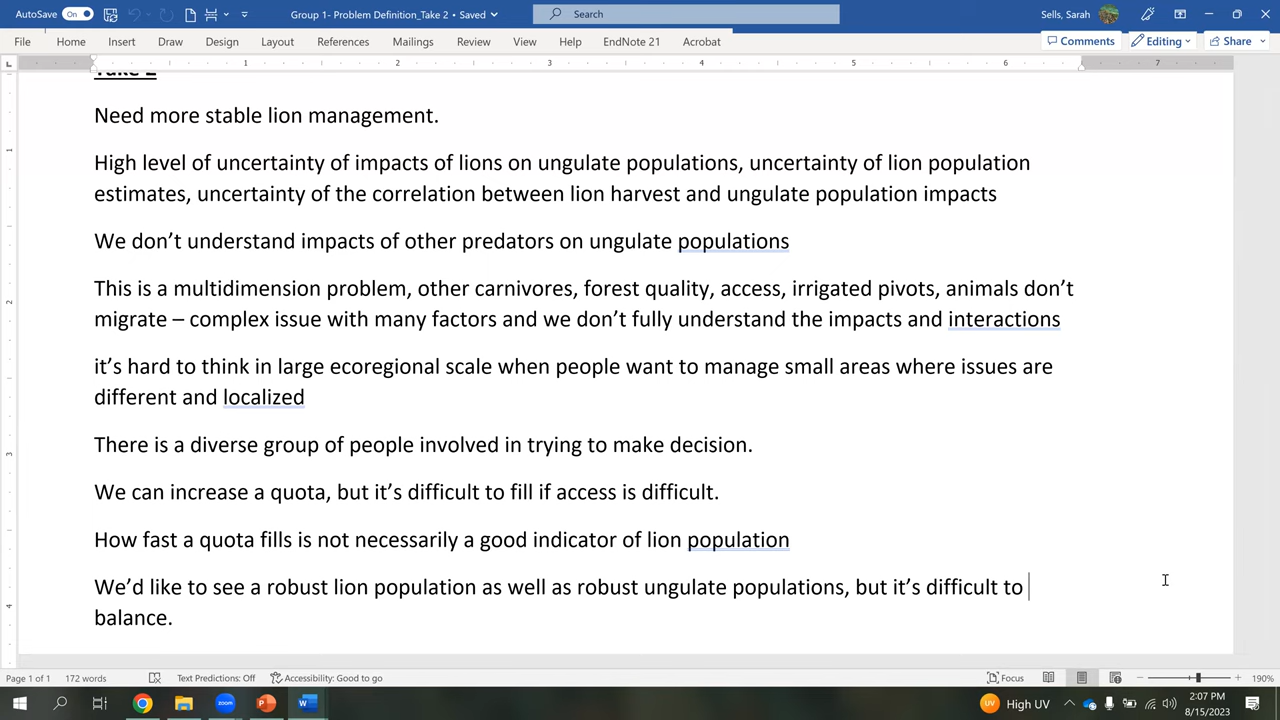 AutoSave On Group 1- Problem Definition_Take 2 • Saved Search Sells, Sarah
File Home Insert Draw Design Layout References Mailings Review View Help EndNote 21 Acrobat Comments Editing Share
1 2 3 4 5 6 7
Take 2
Need more stable lion management.
High level of uncertainty of impacts of lions on ungulate populations, uncertainty of lion population
estimates, uncertainty of the correlation between lion harvest and ungulate population impacts
We don’t understand impacts of other predators on ungulate populations
This is a multidimension problem, other carnivores, forest quality, access, irrigated pivots, animals don’t
migrate – complex issue with many factors and we don’t fully understand the impacts and interactions
it’s hard to think in large ecoregional scale when people want to manage small areas where issues are
different and localized
There is a diverse group of people involved in trying to make decision.
We can increase a quota, but it’s difficult to fill if access is difficult.
How fast a quota fills is not necessarily a good indicator of lion population
We’d like to see a robust lion population as well as robust ungulate populations, but it’s difficult to
balance.
Page 1 of 1 172 words Text Predictions: Off Accessibility: Good to go Focus 190%
zoom High UV 2:07 PM
8/15/2023